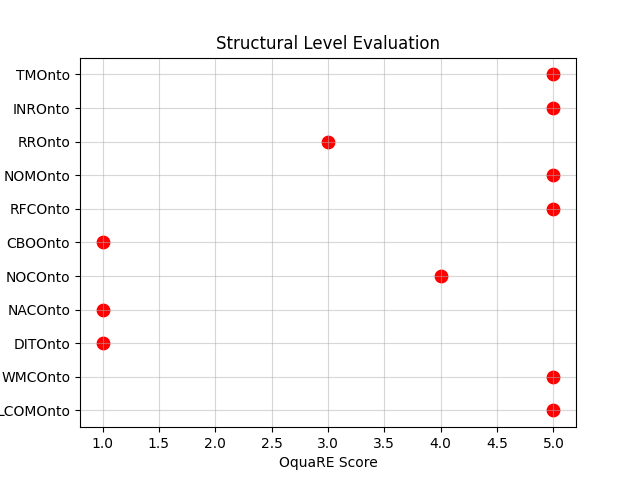 Structural Level Evaluation
TMOnto
INROnto
RROnto
NOMOnto
RFCOnto
CBOOnto
NOCOnto
NACOnto
DITOnto
WMCOnto
LCOMOnto
1.0 1.5 2.0 2.5 3.0 3.5 4.0 4.5 5.0
OquaRE Score